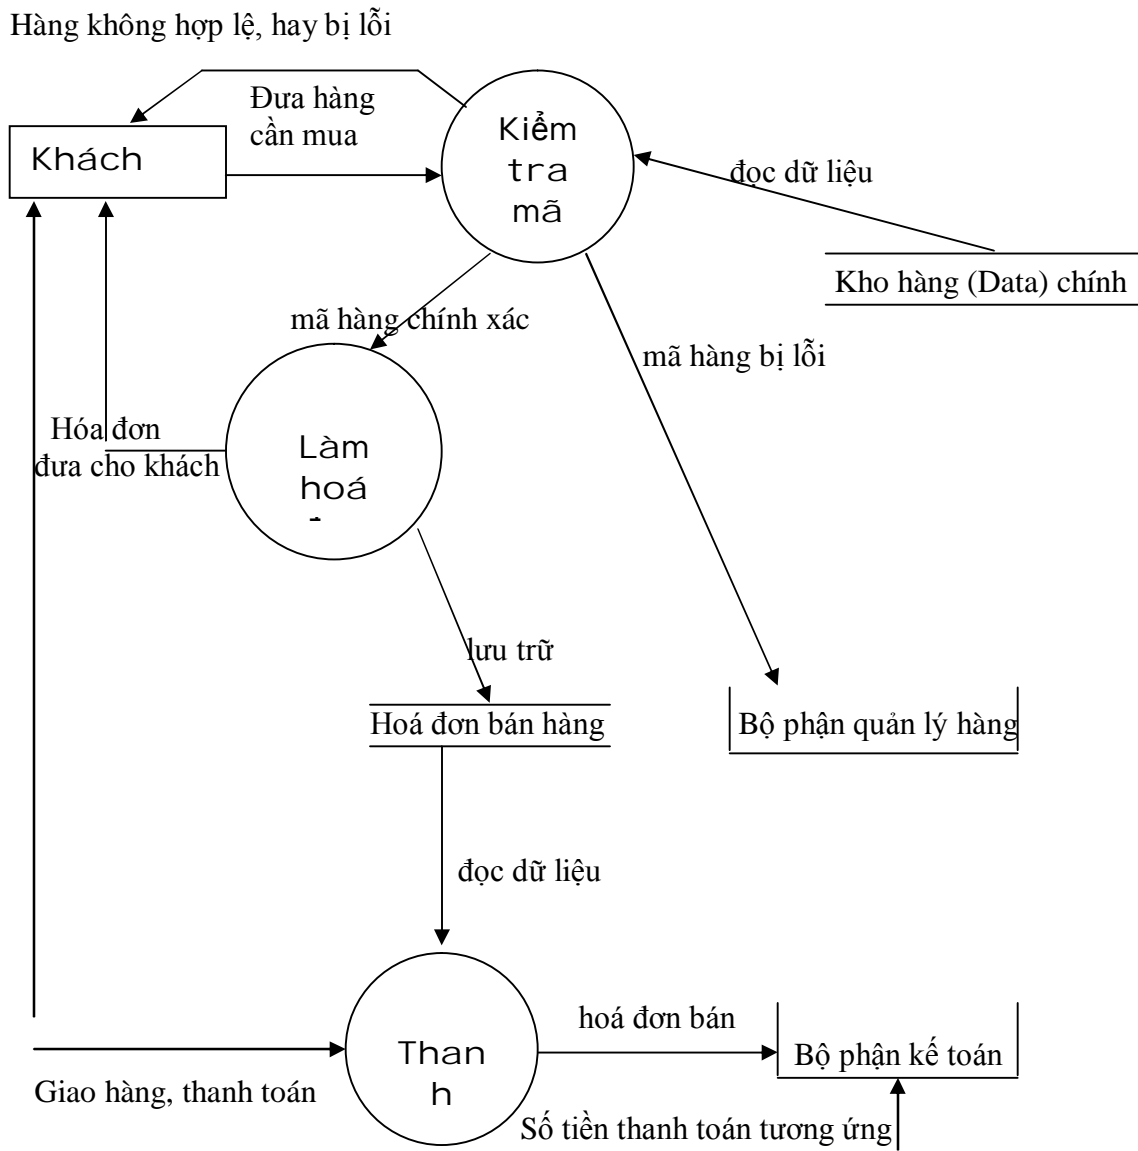 Hàng không hợp lệ, hay bị lỗi
Đưa hàng
cần mua
Khách
Kiểm
tra
mã
đọc dữ liệu
Kho hàng (Data) chính
mã hàng chính xác
mã hàng bị lỗi
Hóa đơn
đưa cho khách
Làm
hoá
lưu trữ
Hoá đơn bán hàng
Bộ phận quản lý hàng
đọc dữ liệu
hoá đơn bán
Than
h
Bộ phận kế toán
Giao hàng, thanh toán
Số tiền thanh toán tương ứng